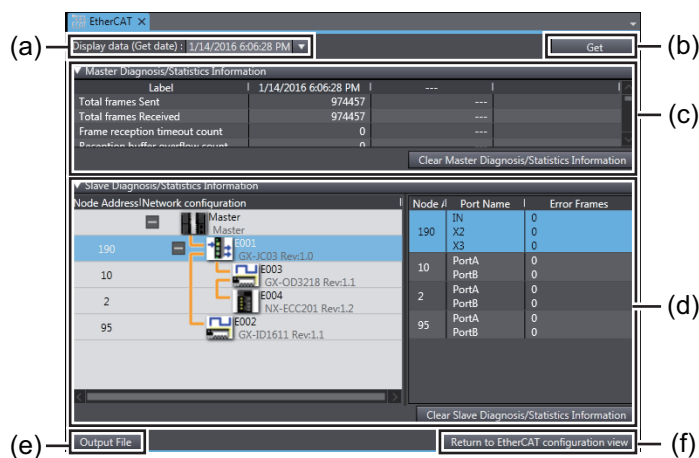 EtherCAT ×
(a)
Display data (Get date) : 1/14/2016 6:06:28 PM
Get
(b)
Master Diagnosis/Statistics Information
Label 1/14/2016 6:06:28 PM ---
Total frames Sent 974457 ---
Total frames Received 974457 ---
Frame reception timeout count 0 ---
Reception buffer overflow count 0 ---
(c)
Clear Master Diagnosis/Statistics Information
Slave Diagnosis/Statistics Information
Node Address Network configuration
Master
Master
190 E001
GX-JC03 Rev:1.0
10 E003
GX-OD3218 Rev:1.1
2 E004
NX-ECC201 Rev:1.2
95 E002
GX-ID1611 Rev:1.1
Node A Port Name Error Frames
190 IN 0
X2 0
X3 0
10 PortA 0
PortB 0
2 PortA 0
PortB 0
95 PortA 0
PortB 0
(d)
Clear Slave Diagnosis/Statistics Information
(e)
Output File
Return to EtherCAT configuration view
(f)